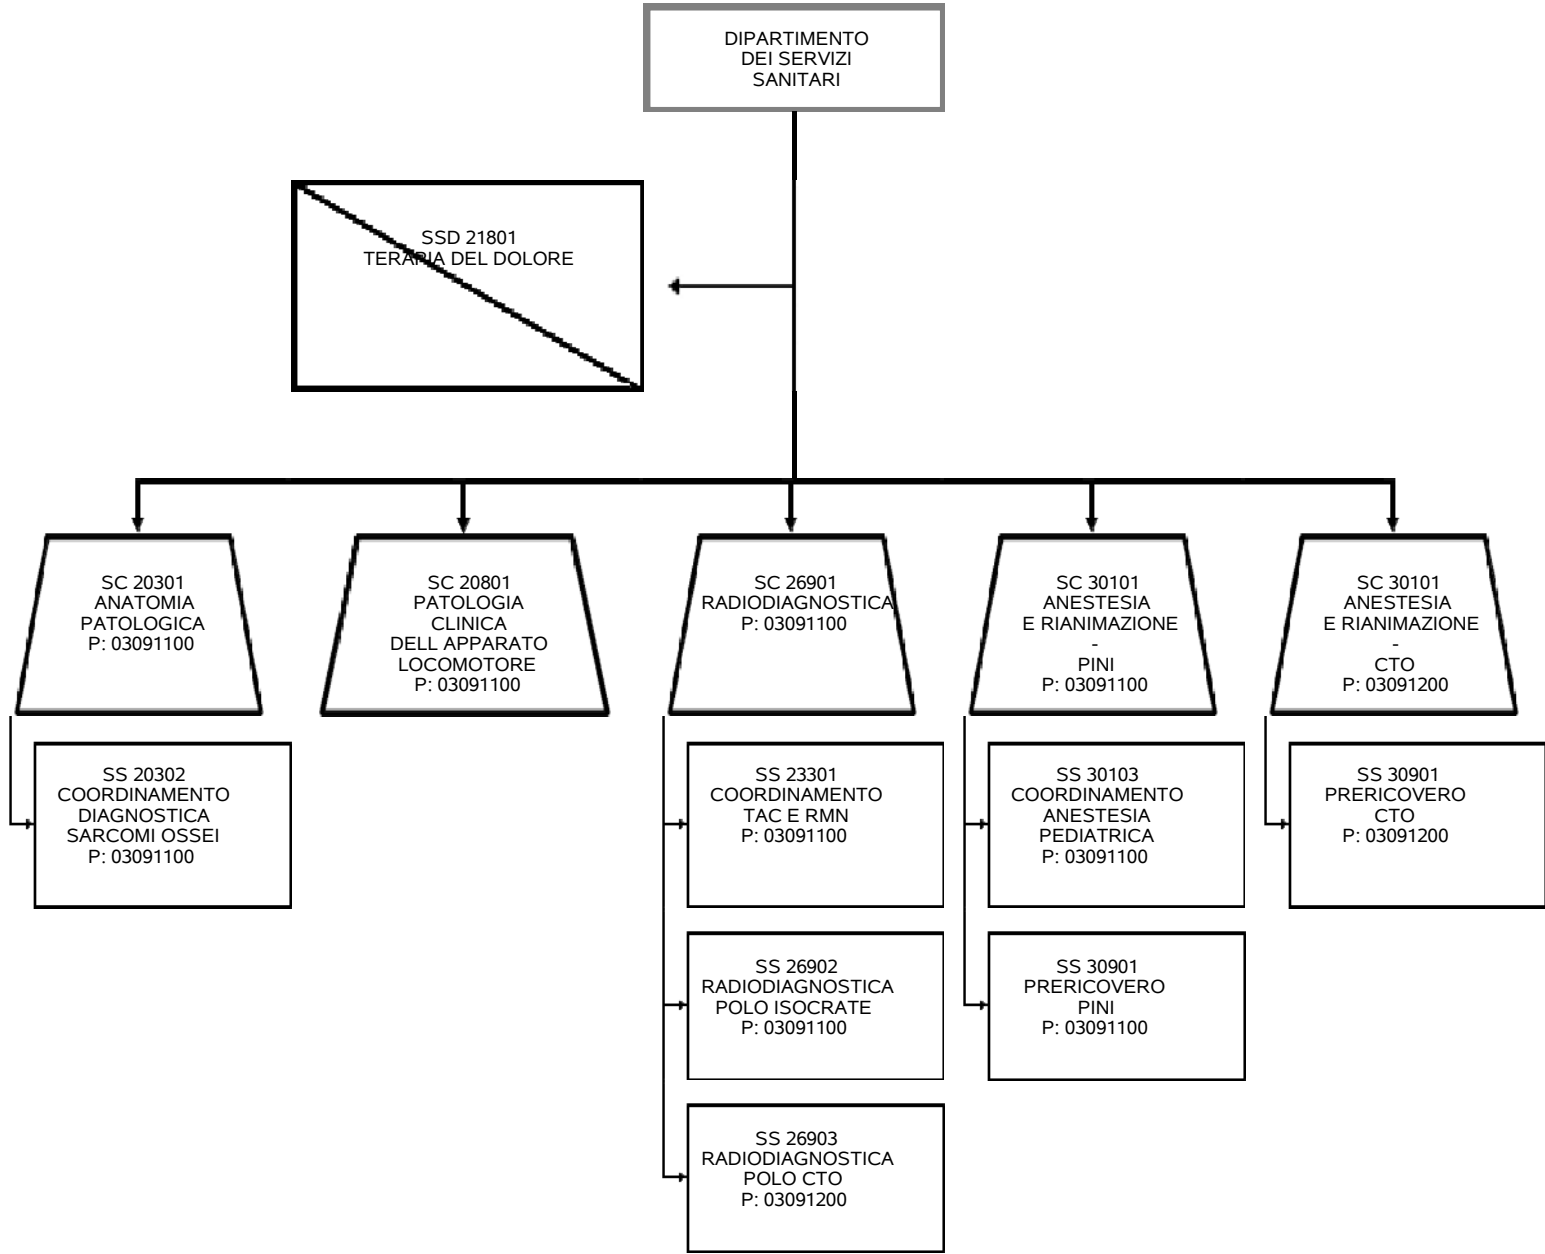 DIPARTIMENTO
DEI SERVIZI
SANITARI
SSD 21801
TERAPIA DEL DOLORE
SC 20301
ANATOMIA
PATOLOGICA
P: 03091100
SC 20801
PATOLOGIA
CLINICA
DELL APPARATO
LOCOMOTORE
P: 03091100
SC 26901
RADIODIAGNOSTICA
P: 03091100
SC 30101
ANESTESIA
E RIANIMAZIONE
-
PINI
P: 03091100
SC 30101
ANESTESIA
E RIANIMAZIONE
-
CTO
P: 03091200
SS 20302
COORDINAMENTO
DIAGNOSTICA
SARCOMI OSSEI
P: 03091100
SS 23301
COORDINAMENTO
TAC E RMN
P: 03091100
SS 30103
COORDINAMENTO
ANESTESIA
PEDIATRICA
P: 03091100
SS 30901
PRERICOVERO
CTO
P: 03091200
SS 26902
RADIODIAGNOSTICA
POLO ISOCRATE
P: 03091100
SS 30901
PRERICOVERO
PINI
P: 03091100
SS 26903
RADIODIAGNOSTICA
POLO CTO
P: 03091200